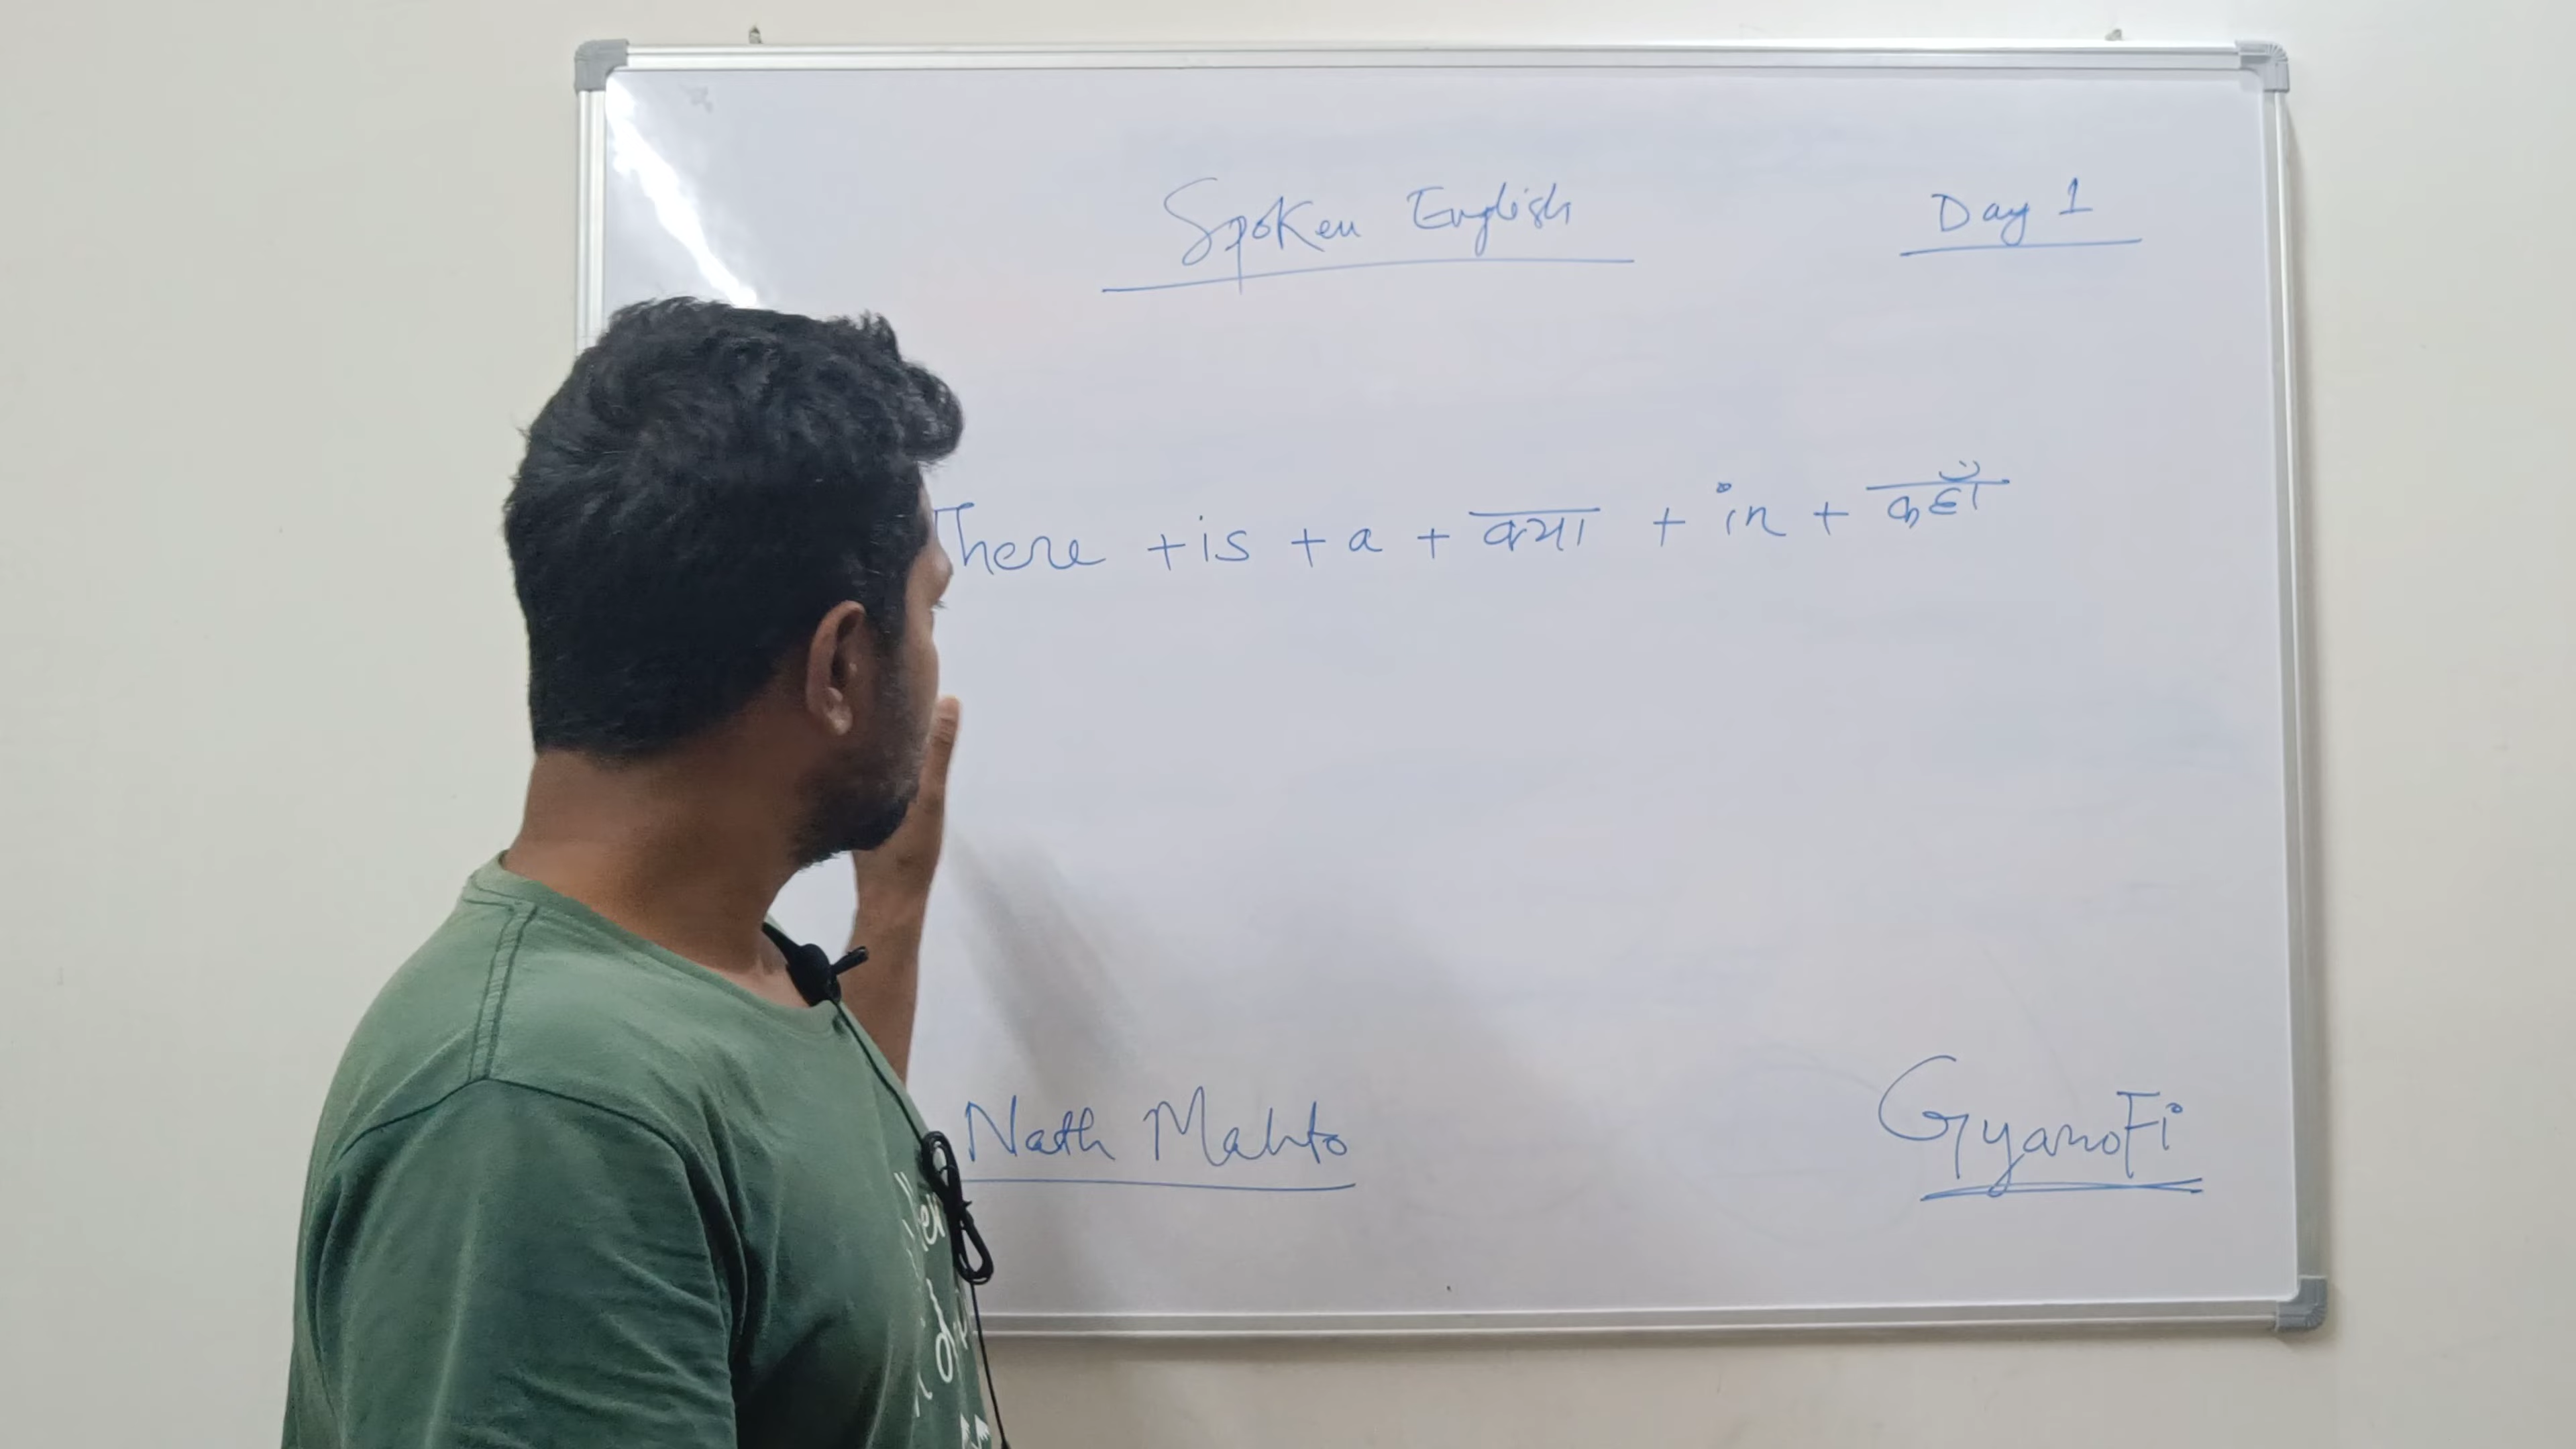 Spoken English
Day 1
There + is + a + क्या + in + कहाँ
Nath Mahto
GyanoFi